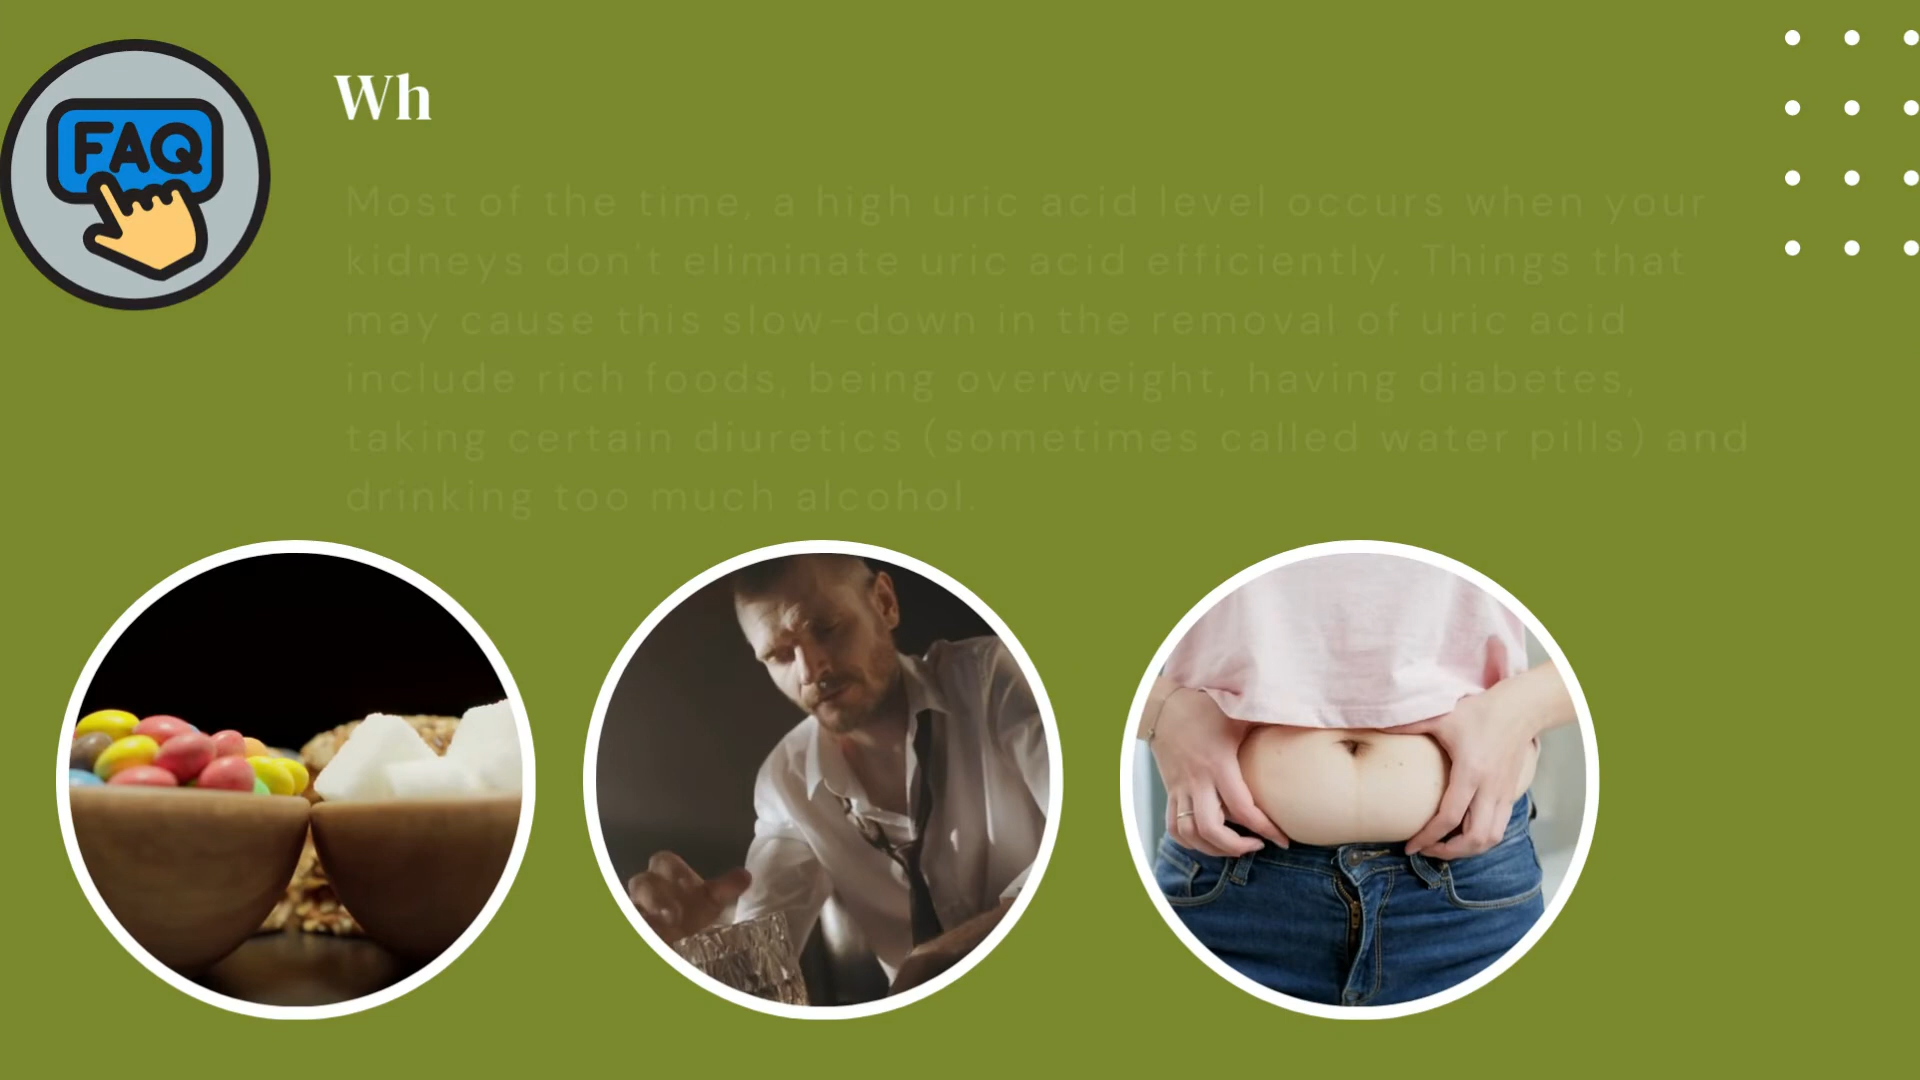 FAQ
Wh
Most of the time, a high uric acid level occurs when your
kidneys don't eliminate uric acid efficiently. Things that
may cause this slow-down in the removal of uric acid
include rich foods, being overweight, having diabetes,
taking certain diuretics (sometimes called water pills) and
drinking too much alcohol.